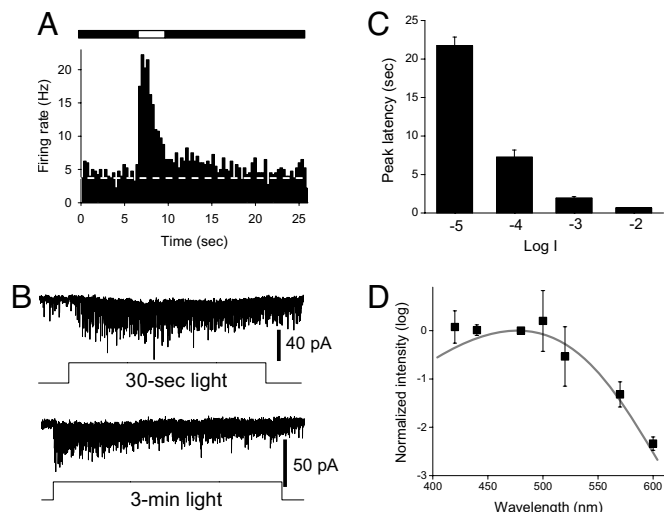 A
Firing rate (Hz)
20
15
10
5
0
0 5 10 15 20 25
Time (sec)
B
40 pA
30-sec light
50 pA
3-min light
C
Peak latency (sec)
25
20
15
10
5
0
-5 -4 -3 -2
Log I
D
Normalized intensity (log)
1
0
-1
-2
-3
400 450 500 550 600
Wavelength (nm)